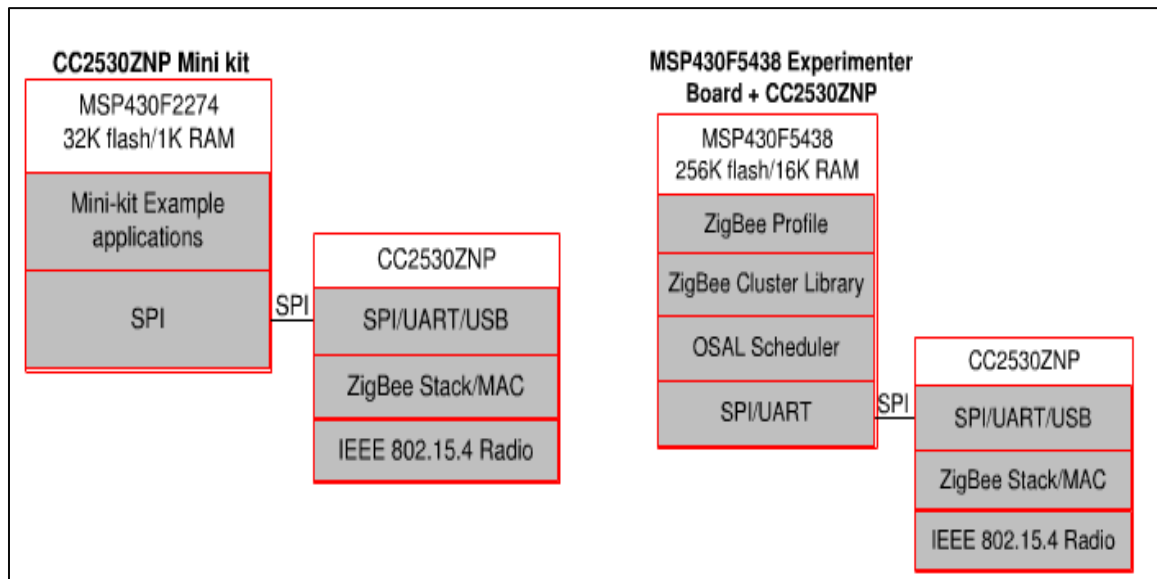 CC2530ZNP Mini kit
MSP430F2274
32K flash/1K RAM
Mini-kit Example
applications
SPI
SPI
CC2530ZNP
SPI/UART/USB
ZigBee Stack/MAC
IEEE 802.15.4 Radio
MSP430F5438 Experimenter
Board + CC2530ZNP
MSP430F5438
256K flash/16K RAM
ZigBee Profile
ZigBee Cluster Library
OSAL Scheduler
SPI/UART
SPI
CC2530ZNP
SPI/UART/USB
ZigBee Stack/MAC
IEEE 802.15.4 Radio